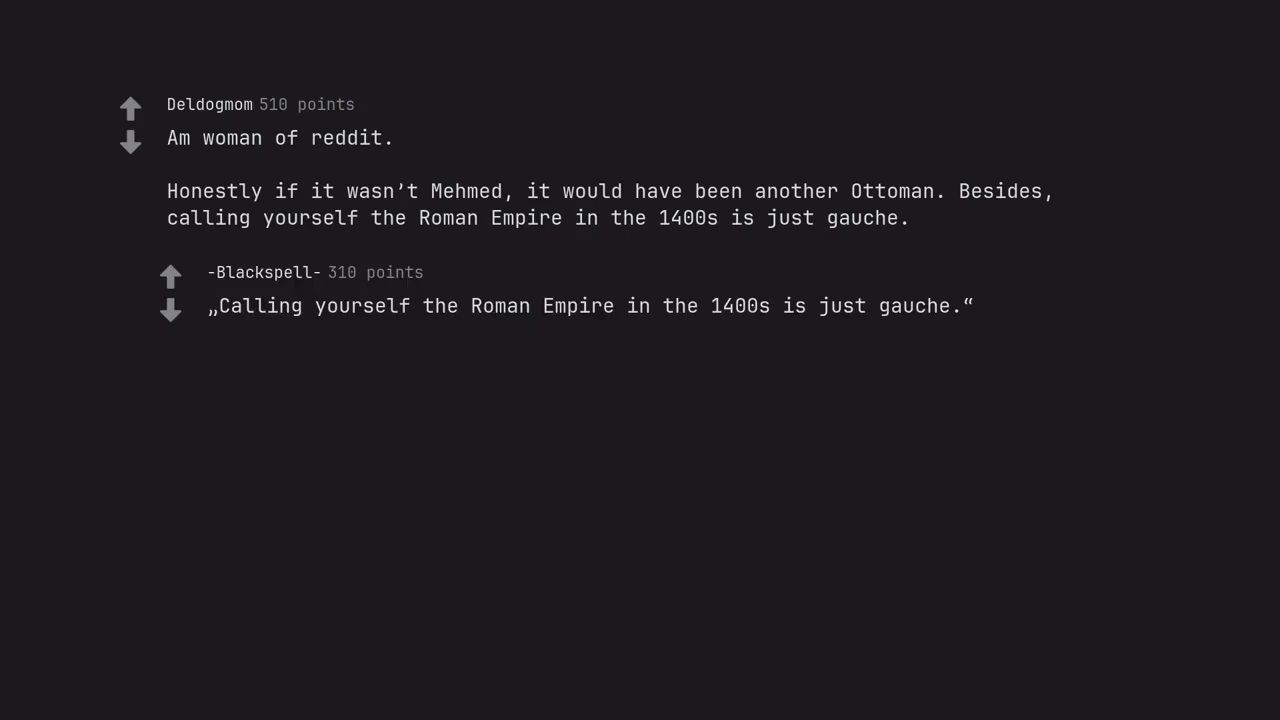 Deldogmom 510 points
Am woman of reddit.
Honestly if it wasn’t Mehmed, it would have been another Ottoman. Besides,
calling yourself the Roman Empire in the 1400s is just gauche.
-Blackspell- 310 points
„Calling yourself the Roman Empire in the 1400s is just gauche.“